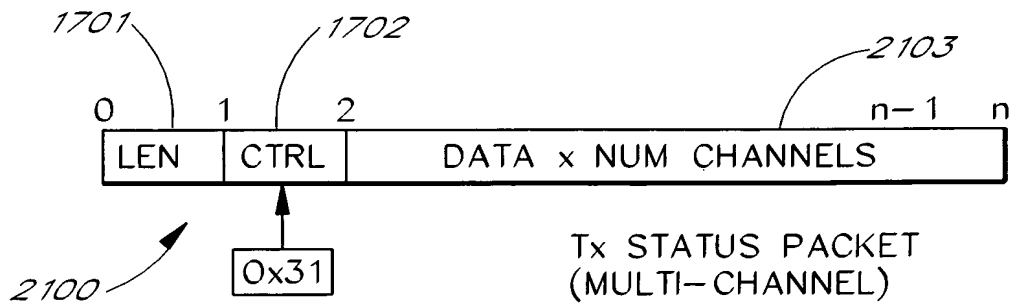 1701 1702 2103
0 1 2 n-1 n
LEN CTRL DATA x NUM CHANNELS
2100 0x31 Tx STATUS PACKET
(MULTI-CHANNEL)